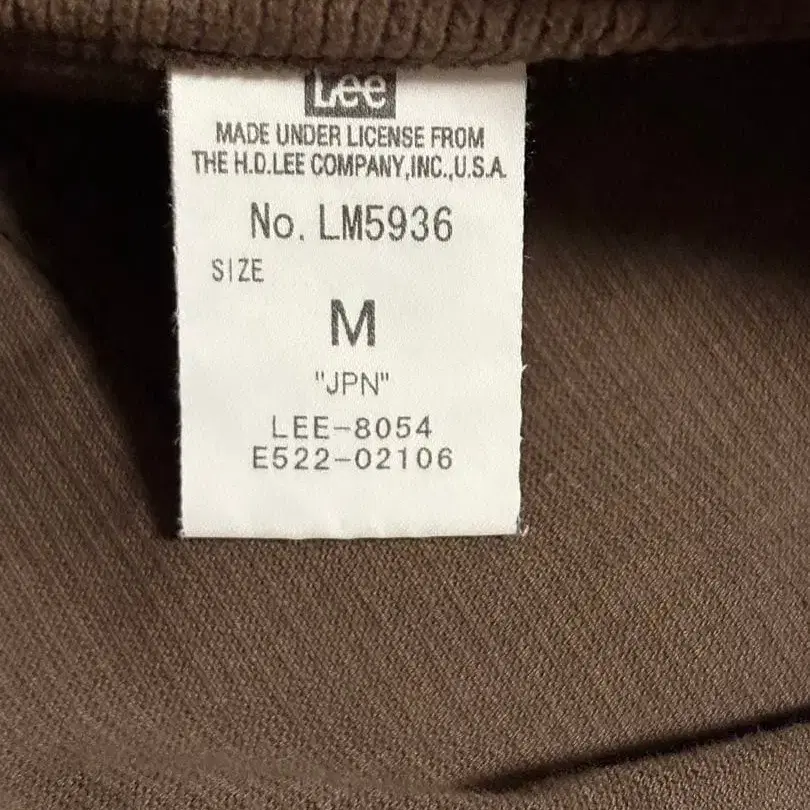 Lee
MADE UNDER LICENSE FROM
THE H.D.LEE COMPANY,INC.,U.S.A.
No. LM5936
SIZE
M
"JPN"
LEE-8054
E522-02106